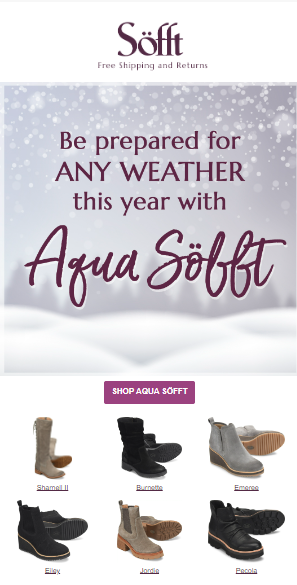 Söfft
Free Shipping and Returns
Be prepared for
ANY WEATHER
this year with
Aqua Söfft
SHOP AQUA SÖFFT
Sharnell II
Burnette
Emeree
Elley
Jordie
Pecola